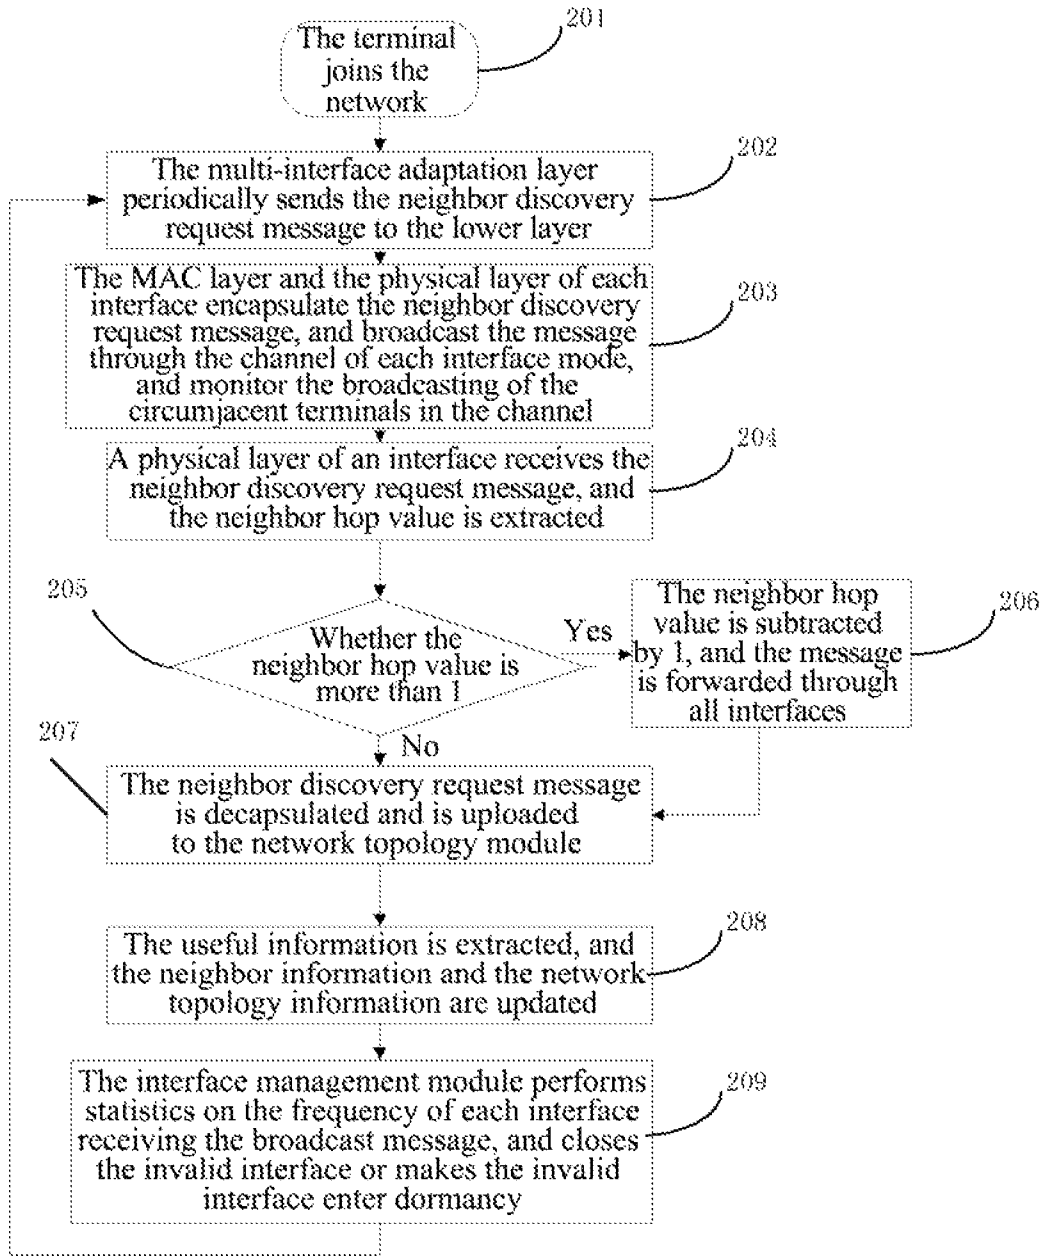 201
The terminal
joins the
network
202
The multi-interface adaptation layer
periodically sends the neighbor discovery
request message to the lower layer
The MAC layer and the physical layer of each
interface encapsulate the neighbor discovery
request message, and broadcast the message
through the channel of each interface mode,
and monitor the broadcasting of the
circumjacent terminals in the channel
203
204
A physical layer of an interface receives the
neighbor discovery request message, and
the neighbor hop value is extracted
205
Whether the
neighbor hop value is
more than 1
Yes
The neighbor hop
value is subtracted
by 1, and the message
is forwarded through
all interfaces
206
207
No
The neighbor discovery request message
is decapsulated and is uploaded
to the network topology module
208
The useful information is extracted, and
the neighbor information and the network
topology information are updated
209
The interface management module performs
statistics on the frequency of each interface
receiving the broadcast message, and closes
the invalid interface or makes the invalid
interface enter dormancy